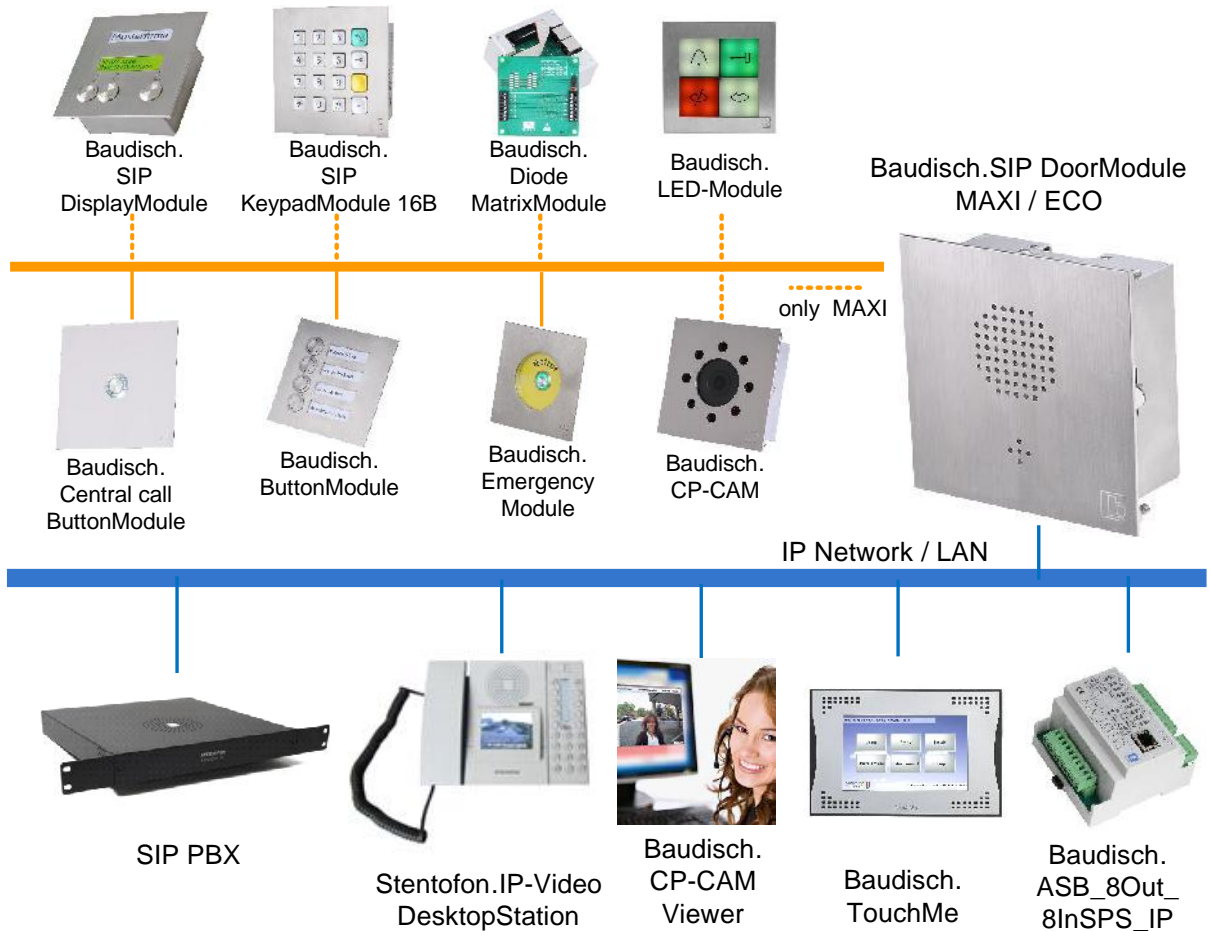 Musterfirma
Baudisch.
SIP
DisplayModule
Baudisch.
SIP
KeypadModule 16B
Baudisch.
Diode
MatrixModule
Baudisch.
LED-Module
Baudisch.SIP DoorModule
MAXI / ECO
only MAXI
Baudisch.
Central call
ButtonModule
Baudisch.
ButtonModule
Baudisch.
Emergency
Module
Baudisch.
CP-CAM
IP Network / LAN
SIP PBX
Stentofon.IP-Video
DesktopStation
Baudisch.
CP-CAM
Viewer
Baudisch.
TouchMe
Baudisch.
ASB_8Out_
8InSPS_IP